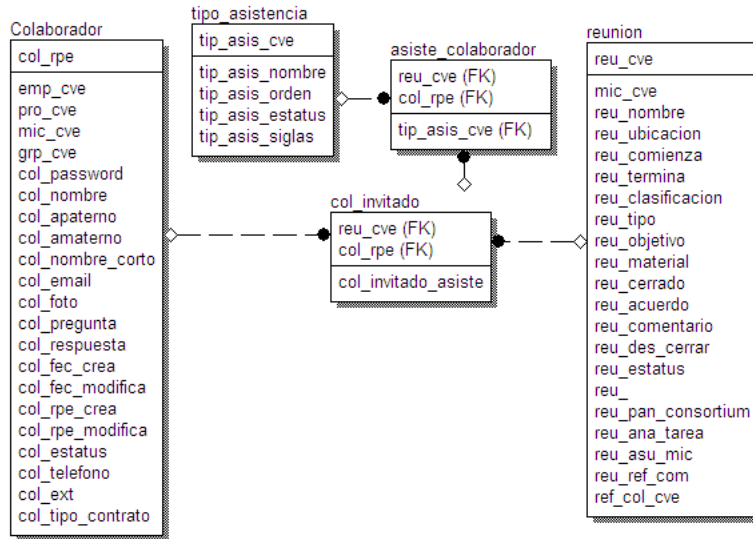 Colaborador
col_rpe
emp_cve
pro_cve
mic_cve
grp_cve
col_password
col_nombre
col_apaterno
col_amaterno
col_nombre_corto
col_email
col_foto
col_pregunta
col_respuesta
col_fec_crea
col_fec_modifica
col_rpe_crea
col_rpe_modifica
col_estatus
col_telefono
col_ext
col_tipo_contrato
tipo_asistencia
tip_asis_cve
tip_asis_nombre
tip_asis_orden
tip_asis_estatus
tip_asis_siglas
asiste_colaborador
reu_cve (FK)
col_rpe (FK)
tip_asis_cve (FK)
col_invitado
reu_cve (FK)
col_rpe (FK)
col_invitado_asiste
reunion
reu_cve
mic_cve
reu_nombre
reu_ubicacion
reu_comienza
reu_termina
reu_clasificacion
reu_tipo
reu_objetivo
reu_material
reu_cerrado
reu_acuerdo
reu_comentario
reu_des_cerrar
reu_estatus
reu_
reu_pan_consortium
reu_ana_tarea
reu_asu_mic
reu_ref_com
ref_col_cve